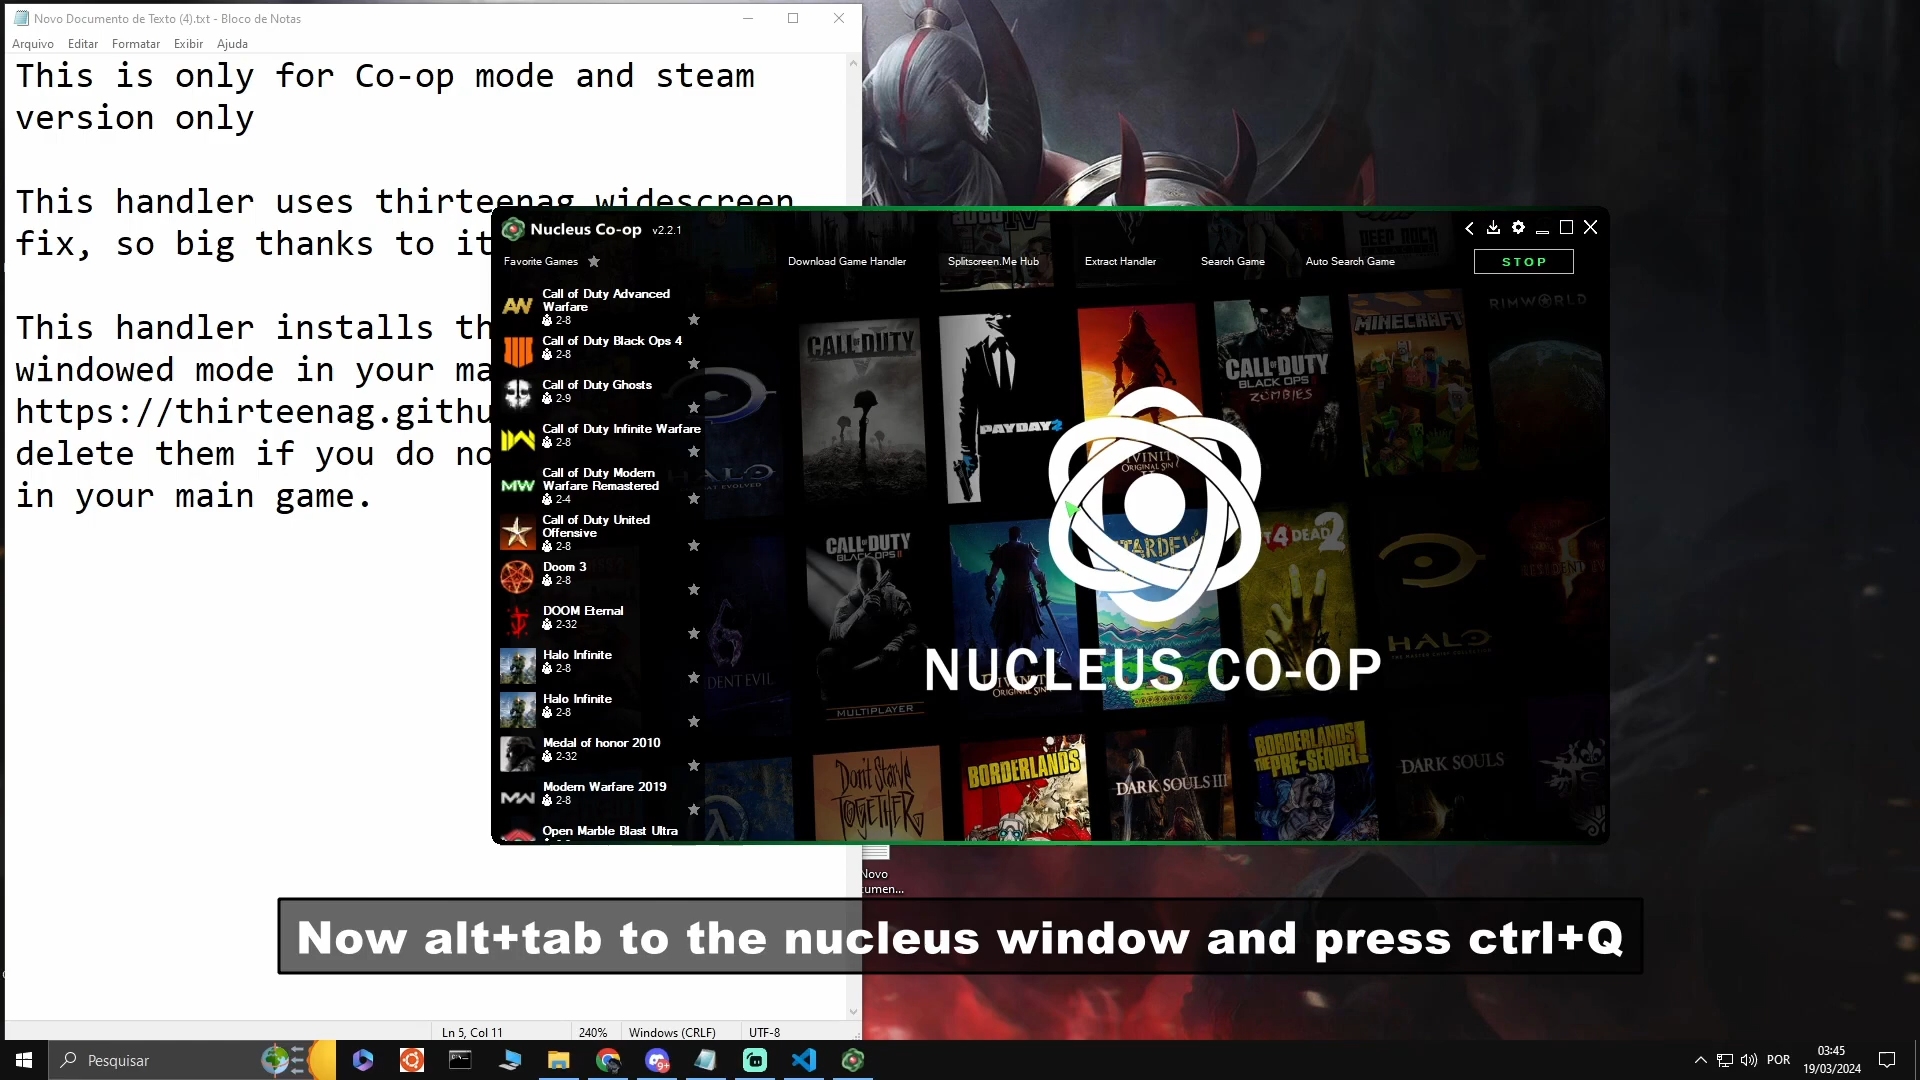 Novo Documento de Texto (4).txt - Bloco de Notas
Arquivo Editar Formatar Exibir Ajuda
This is only for Co-op mode and steam
version only
This handler uses thirteenag widescreen
fix, so big thanks to it
This handler installs th
windowed mode in your ma
https://thirteenag.githu
delete them if you do no
in your main game.
Nucleus Co-op v2.2.1
Favorite Games
Download Game Handler
Splitscreen.Me Hub
Extract Handler
Search Game
Auto Search Game
STOP
Call of Duty Advanced
Warfare
2-8
Call of Duty Black Ops 4
2-8
Call of Duty Ghosts
2-9
Call of Duty Infinite Warfare
2-8
Call of Duty Modern
Warfare Remastered
2-4
Call of Duty United
Offensive
2-8
Doom 3
2-8
DOOM Eternal
2-32
Halo Infinite
2-8
Halo Infinite
2-8
Medal of honor 2010
2-32
Modern Warfare 2019
2-8
Open Marble Blast Ultra
DEEP ROCK
RIMWORLD
CALL OF DUTY
PAYDAY 2
CALL OF DUTY
BLACK OPS
ZOMBIES
MINECRAFT
HALO
ORIGINAL SIN
CALL OF DUTY
BLACK OPS II
MULTIPLAYER
HALO
ORIGINAL SIN
NUCLEUS CO-OP
Don't Starve
TOGETHER
BORDERLANDS
DARK SOULS III
BORDERLANDS
THE PRE-SEQUEL!
DARK SOULS
Novo
Now alt+tab to the nucleus window and press ctrl+Q
Ln 5, Col 11 240% Windows (CRLF) UTF-8
Pesquisar
9+
POR
03:45
19/03/2024